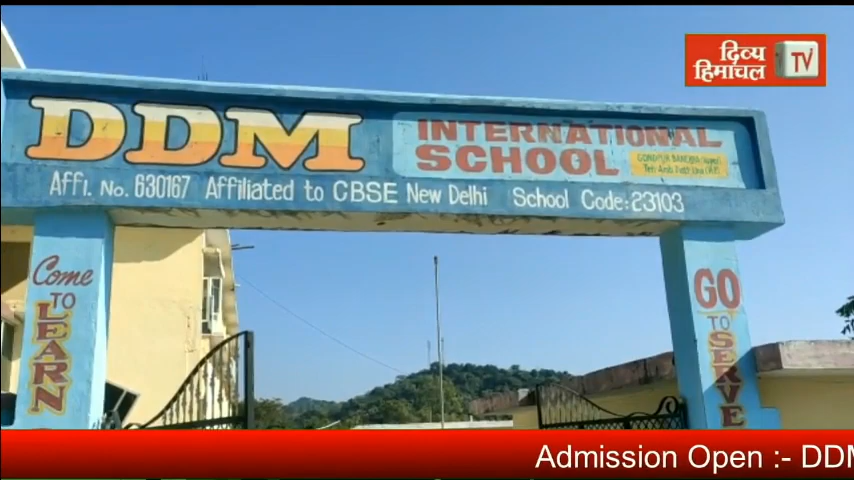 दिव्य
हिमाचल
TV
DDM
INTERNATIONAL
SCHOOL
AFFI. No. 630167 Affiliated to CBSE New Delhi School Code:23103
Come
TO
LEARN
GO
TO
SERVE
Admission Open :- DDM